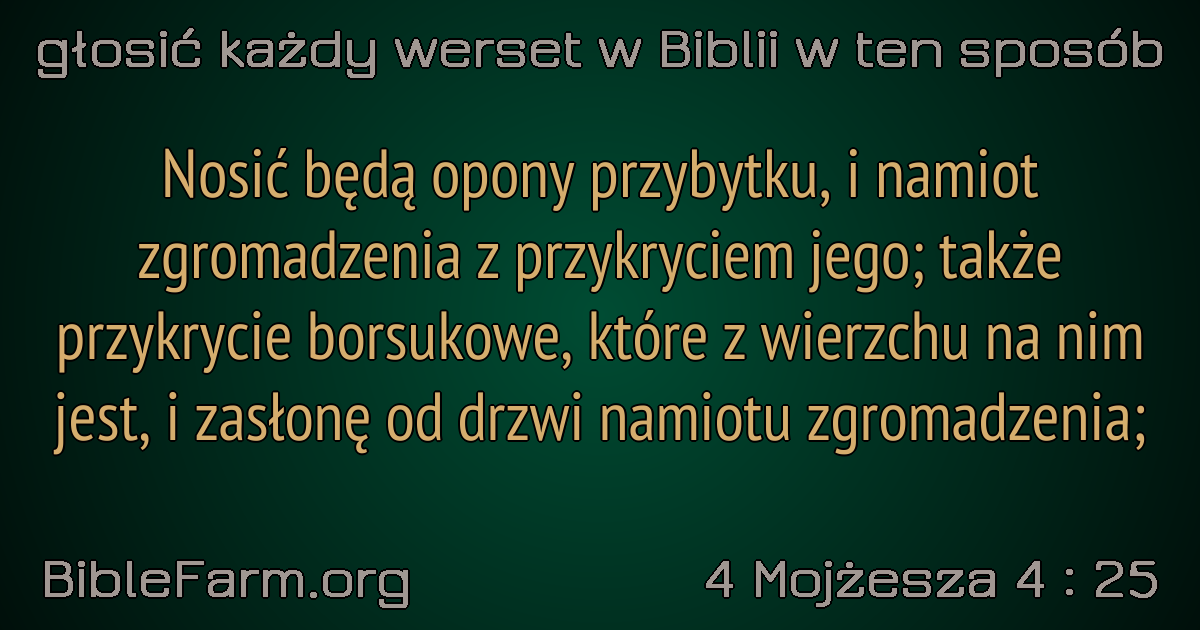 głosić każdy werset w Biblii w ten sposób
Nosić będą opony przybytku, i namiot
zgromadzenia z przykryciem jego; także
przykrycie borsukowe, które z wierzchu na nim
jest, i zasłonę od drzwi namiotu zgromadzenia;
BibleFarm.org
4 Mojżesza 4 : 25